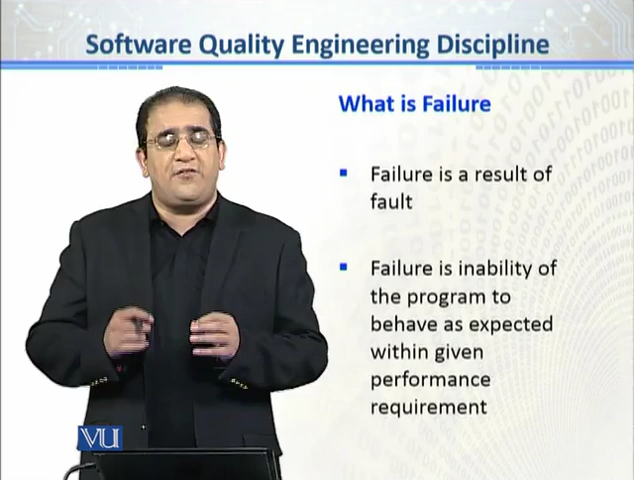 Software Quality Engineering Discipline
What is Failure
Failure is a result of
fault
Failure is inability of
the program to
behave as expected
within given
performance
requirement
VU